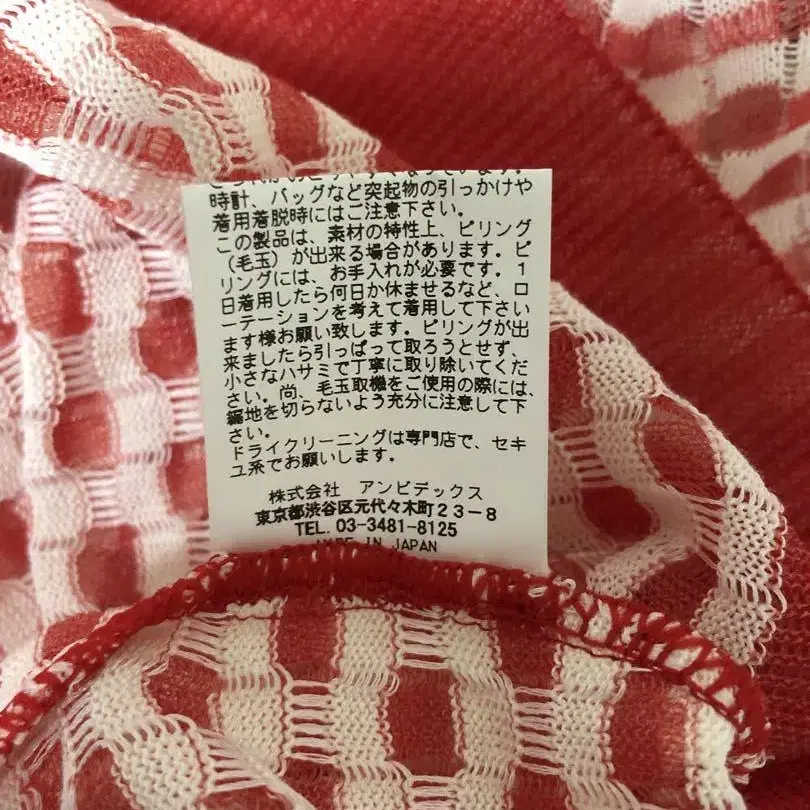 時計、バッグなど突起物の引っかけや
着用着脱時にはご注意下さい。
この製品は、素材の特性上、ピリング
(毛玉)が出来る場合があります。ピ
リングには、お手入れが必要です。1
日着用したら何日か休ませるなど、ロ
ーテーションを考えて着用して下さい
ます様お願い致します。ピリングが出
来ましたら引っぱって取ろうとせず、
小さなハサミで丁寧に取り除いてくだ
さい。尚、毛玉取機をご使用の際には、
編地を切らないよう充分に注意して下
さい。
ドライクリーニングは専門店で、セキ
ユ系でお願いします。
株式会社 アンビデックス
東京都渋谷区元代々木町23-8
TEL. 03-3481-8125
MADE IN JAPAN